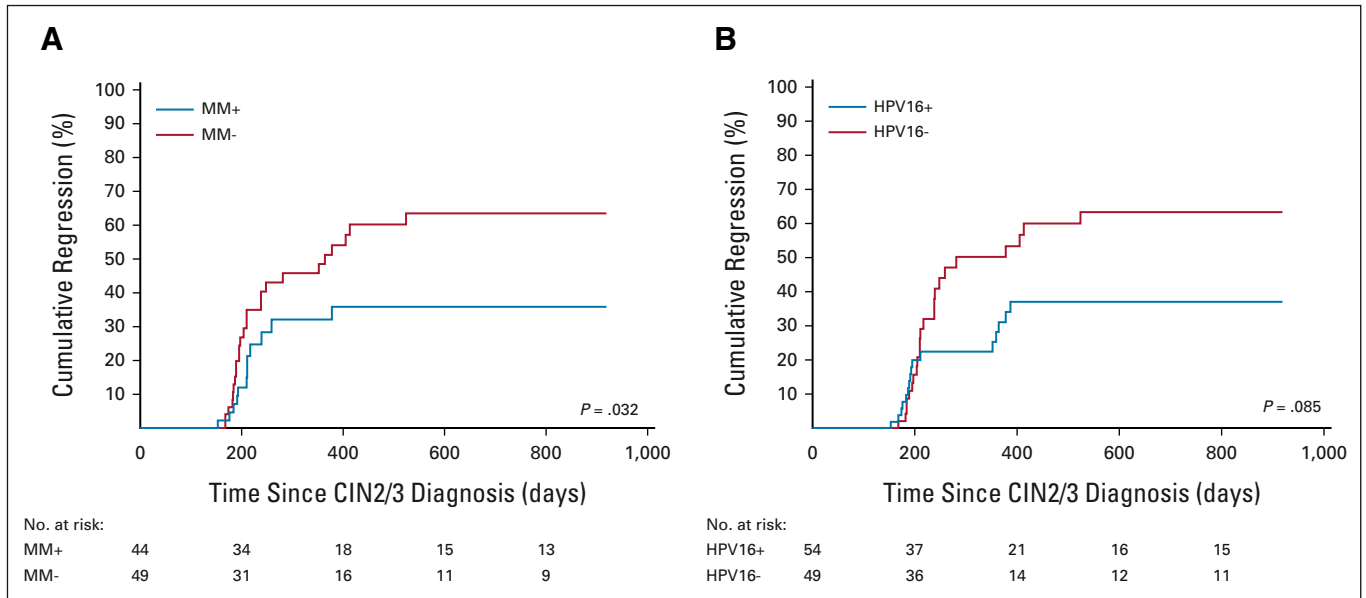 A
100
90
80
70
60
50
40
30
20
10
Cumulative Regression (%)
MM+
MM-
P = .032
0 200 400 600 800 1,000
Time Since CIN2/3 Diagnosis (days)
No. at risk:
MM+ 44 34 18 15 13
MM- 49 31 16 11 9
B
100
90
80
70
60
50
40
30
20
10
Cumulative Regression (%)
HPV16+
HPV16-
P = .085
0 200 400 600 800 1,000
Time Since CIN2/3 Diagnosis (days)
No. at risk:
HPV16+ 54 37 21 16 15
HPV16- 49 36 14 12 11